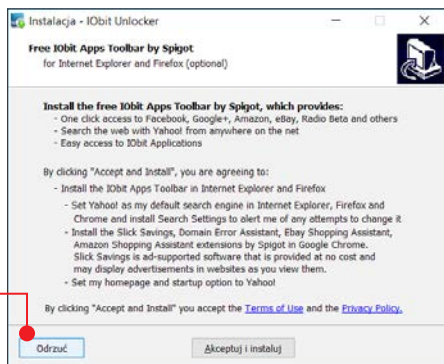 Instalacja - IObit Unlocker
Free IObit Apps Toolbar by Spigot
for Internet Explorer and Firefox (optional)
Install the free IObit Apps Toolbar by Spigot, which provides:
- One click access to Facebook, Google+, Amazon, eBay, Radio Beta and others
- Search the web with Yahoo! from anywhere on the net
- Easy access to IObit Applications
By clicking "Accept and Install", you are agreeing to:
- Install the IObit Apps Toolbar in Internet Explorer and Firefox
- Set Yahoo! as my default search engine in Internet Explorer, Firefox and
Chrome and install Search Settings to alert me of any attempts to change it
- Install the Slick Savings, Domain Error Assistant, Ebay Shopping Assistant,
Amazon Shopping Assistant extensions by Spigot in Google Chrome.
Slick Savings is ad-supported software that is provided at no cost and
may display advertisements in websites as you view them.
- Set my homepage and startup option to Yahoo!
By clicking "Accept and Install" you accept the Terms of Use and the Privacy Policy.
Odrzuć
Akceptuj i instaluj